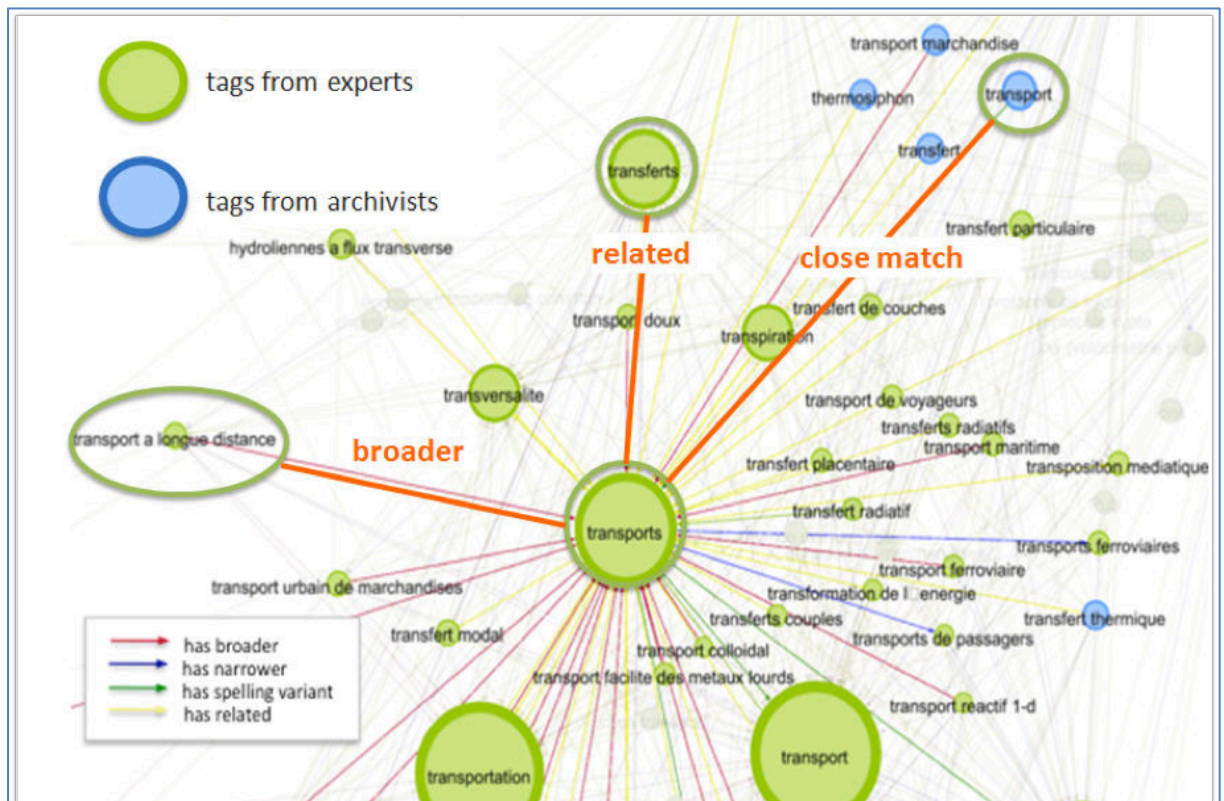 tags from experts
tags from archivists
transport marchandise
thermosiphon
transport
transfert
transferts
transfert particulaire
hydroliennes a flux transverse
related
close match
transport doux
transfert de couches
transpiration
transversalite
transport de voyageurs
transferts radiatifs
transport a longue distance
broader
transport maritime
transfert placentaire
transposition mediatique
transfert radiatif
transports
transports ferroviaires
transport ferroviaire
transport urbain de marchandises
transformation de l□energie
transferts couples
transfert thermique
transfert modal
transports de passagers
transport colloidal
transport facilite des metaux lourds
has broader
has narrower
has spelling variant
has related
transport reactif 1-d
transportation
transport